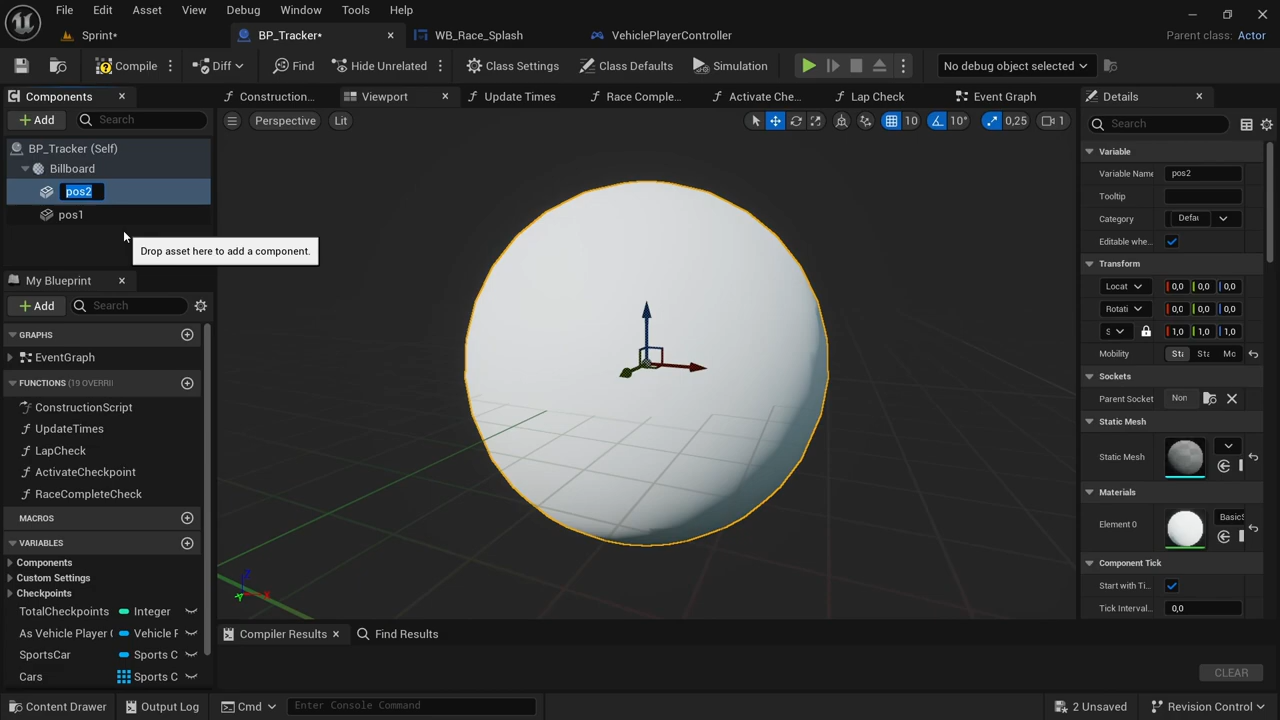 File Edit Asset View Debug Window Tools Help
Sprint* BP_Tracker* WB_Race_Splash VehiclePlayerController Parent class: Actor
Compile Diff Find Hide Unrelated Class Settings Class Defaults Simulation No debug object selected
Components Construction... Viewport Update Times Race Comple... Activate Che... Lap Check Event Graph Details
Add Search Perspective Lit 10 10° 0,25 1 Search
BP_Tracker (Self) Variable
Billboard Variable Name pos2
pos2 Tooltip
pos1 Category Defau
Editable whe...
Drop asset here to add a component.
Transform
My Blueprint Locat 0,0 0,0 0,0
Add Search Rotati 0,0 0,0 0,0
S 1,0 1,0 1,0
GRAPHS Mobility Sta Sta Mo
EventGraph Sockets
FUNCTIONS (19 OVERRI Parent Socket Non
ConstructionScript Static Mesh
UpdateTimes
LapCheck Static Mesh
ActivateCheckpoint
RaceCompleteCheck Materials
MACROS Element 0 BasicS
VARIABLES
Components Component Tick
Custom Settings Start with Ti...
Checkpoints
TotalCheckpoints Integer Tick Interval... 0,0
As Vehicle Player Vehicle P Compiler Results Find Results
SportsCar Sports C
Cars Sports C CLEAR
Content Drawer Output Log Cmd Enter Console Command 2 Unsaved Revision Control